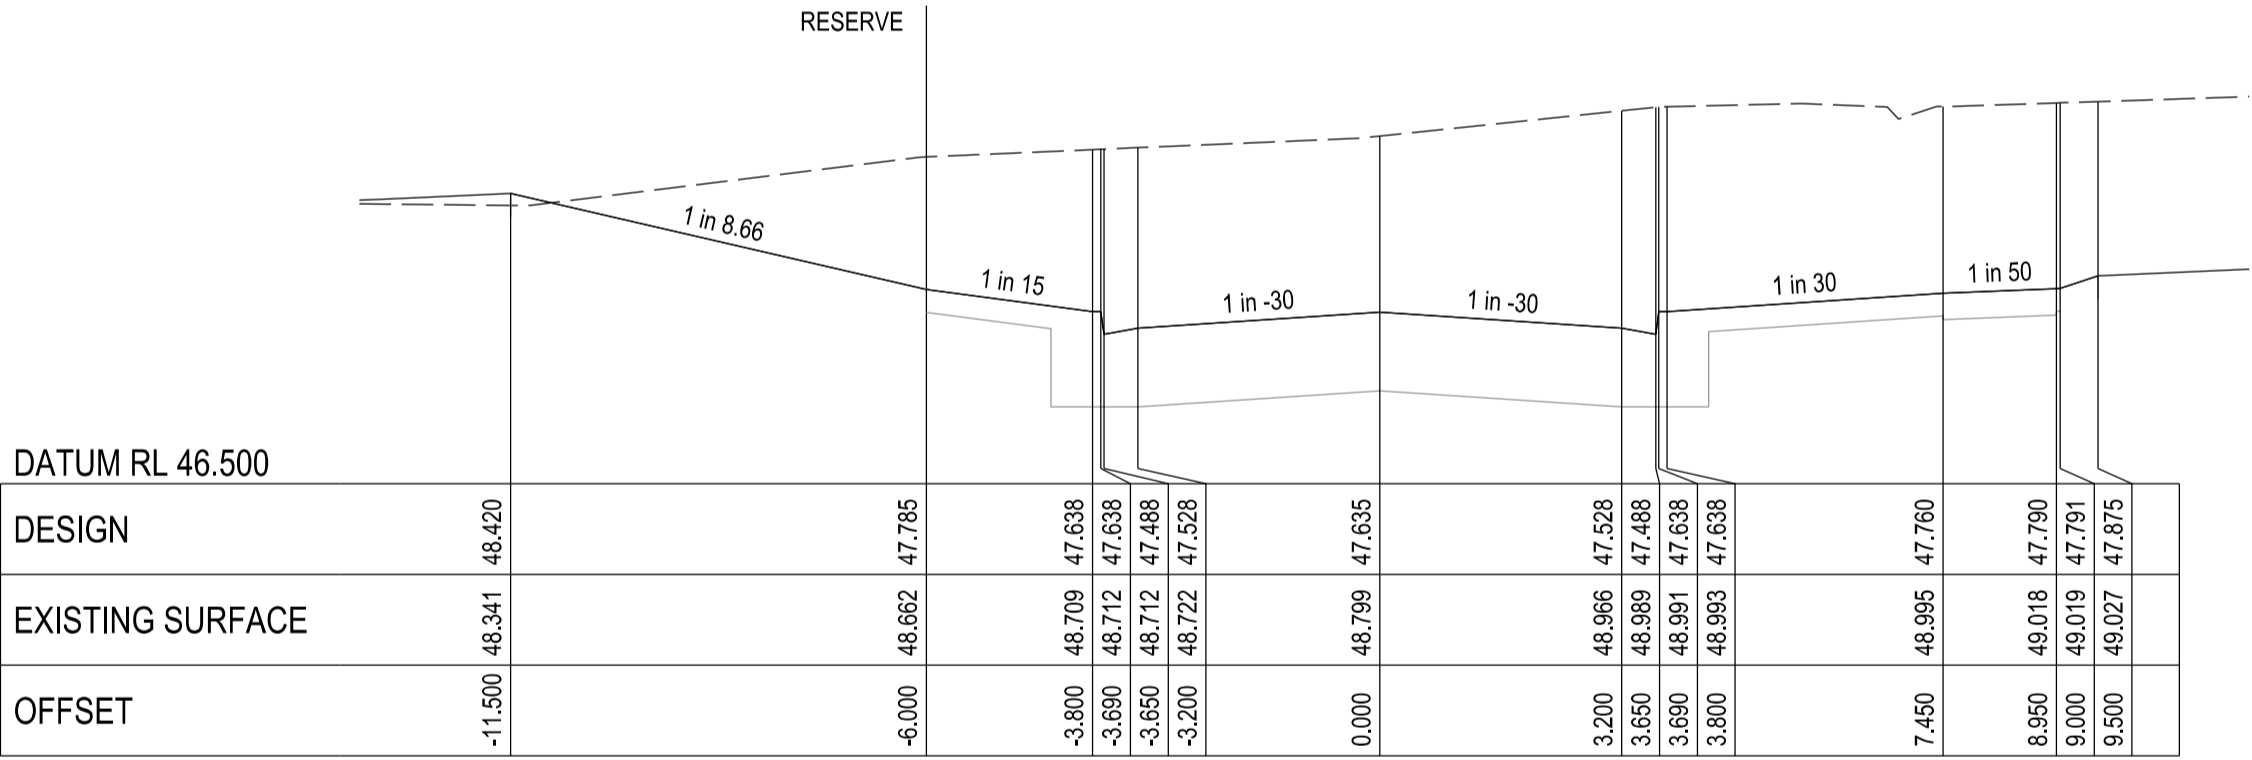 RESERVE
1 in 8.66
1 in 15
1 in -30
1 in -30
1 in 30
1 in 50
DATUM RL 46.500
DESIGN 48.420 47.785 47.638 47.638 47.488 47.528 47.635 47.528 47.488 47.638 47.638 47.760 47.790 47.791 47.875
EXISTING SURFACE 48.341 48.662 48.709 48.712 48.712 48.722 48.799 48.966 48.989 48.991 48.993 48.995 49.018 49.019 49.027
OFFSET -11.500 -6.000 -3.800 -3.690 -3.650 -3.200 0.000 3.200 3.650 3.690 3.800 7.450 8.950 9.000 9.500